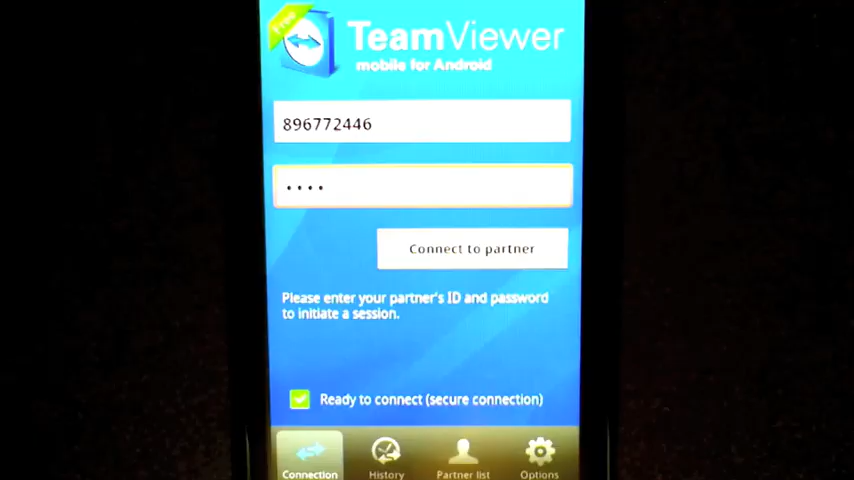 Free
TeamViewer
mobile for Android
896772446
••••
Connect to partner
Please enter your partner's ID and password
to initiate a session.
Ready to connect (secure connection)
Connection History Partner list Options